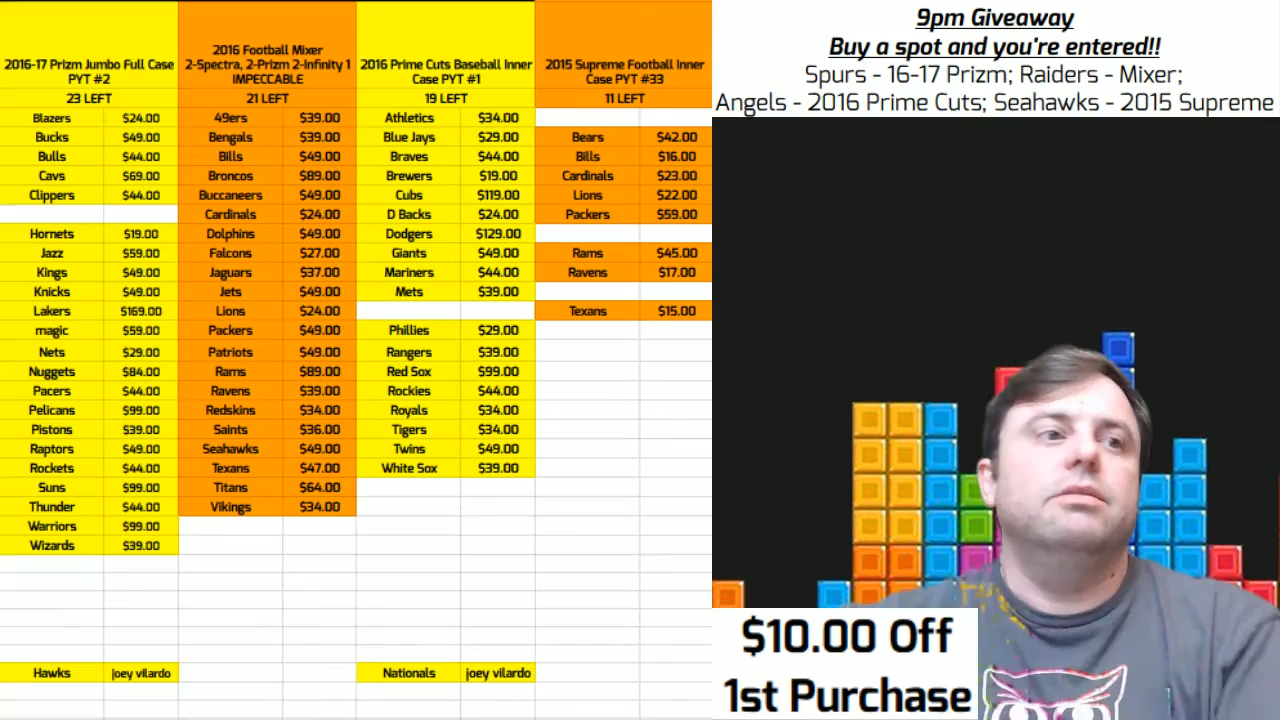 2016-17 Prizm Jumbo Full Case
PYT #2
23 LEFT
Blazers $24.00
Bucks $49.00
Bulls $44.00
Cavs $69.00
Clippers $44.00
Hornets $19.00
Jazz $59.00
Kings $49.00
Knicks $49.00
Lakers $169.00
magic $59.00
Nets $29.00
Nuggets $84.00
Pacers $44.00
Pelicans $99.00
Pistons $39.00
Raptors $49.00
Rockets $44.00
Suns $99.00
Thunder $44.00
Warriors $99.00
Wizards $39.00
Hawks joey vilardo
2016 Football Mixer
2-Spectra, 2-Prizm 2-Infinity 1
IMPECCABLE
21 LEFT
49ers $39.00
Bengals $39.00
Bills $49.00
Broncos $89.00
Buccaneers $49.00
Cardinals $24.00
Dolphins $49.00
Falcons $27.00
Jaguars $37.00
Jets $49.00
Lions $24.00
Packers $49.00
Patriots $49.00
Rams $89.00
Ravens $39.00
Redskins $34.00
Saints $36.00
Seahawks $49.00
Texans $47.00
Titans $64.00
Vikings $34.00
2016 Prime Cuts Baseball Inner
Case PYT #1
19 LEFT
Athletics $34.00
Blue Jays $29.00
Braves $44.00
Brewers $19.00
Cubs $119.00
D Backs $24.00
Dodgers $129.00
Giants $49.00
Mariners $44.00
Mets $39.00
Phillies $29.00
Rangers $39.00
Red Sox $99.00
Rockies $44.00
Royals $34.00
Tigers $34.00
Twins $49.00
White Sox $39.00
Nationals joey vilardo
2015 Supreme Football Inner
Case PYT #33
11 LEFT
Bears $42.00
Bills $16.00
Cardinals $23.00
Lions $22.00
Packers $59.00
Rams $45.00
Ravens $17.00
Texans $15.00
9pm Giveaway
Buy a spot and you're entered!!
Spurs - 16-17 Prizm; Raiders - Mixer;
Angels - 2016 Prime Cuts; Seahawks - 2015 Supreme
$10.00 Off
1st Purchase